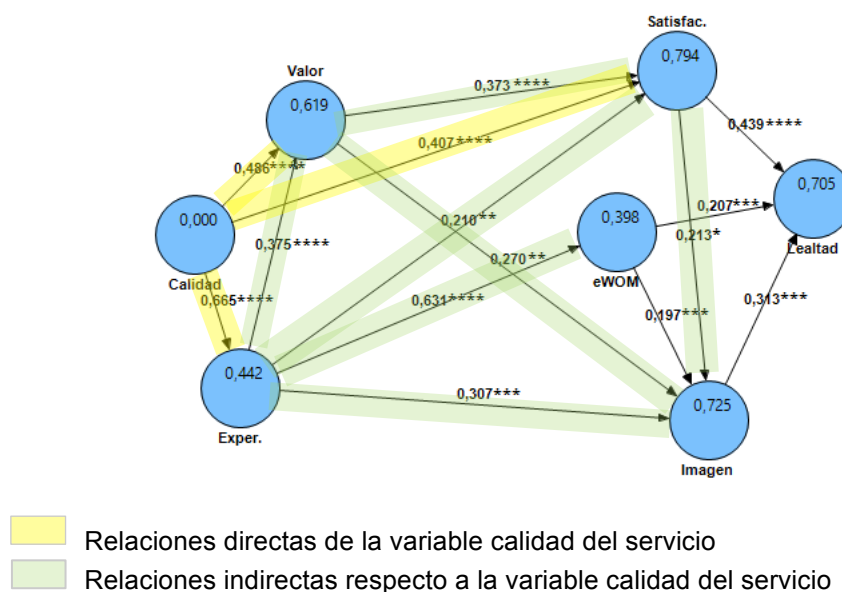 Satisfac.
0,794
Valor
0,619
0,373 ****
0,439****
0,407****
0,486****
0,705
0,000
0,398
0,207***
0,210**
0,375****
0,213*
Lealtad
0,270**
Calidad
eWOM
0,665****
0,631****
0,313***
0,197***
0,442
0,307***
0,725
Exper.
Imagen
Relaciones directas de la variable calidad del servicio
Relaciones indirectas respecto a la variable calidad del servicio